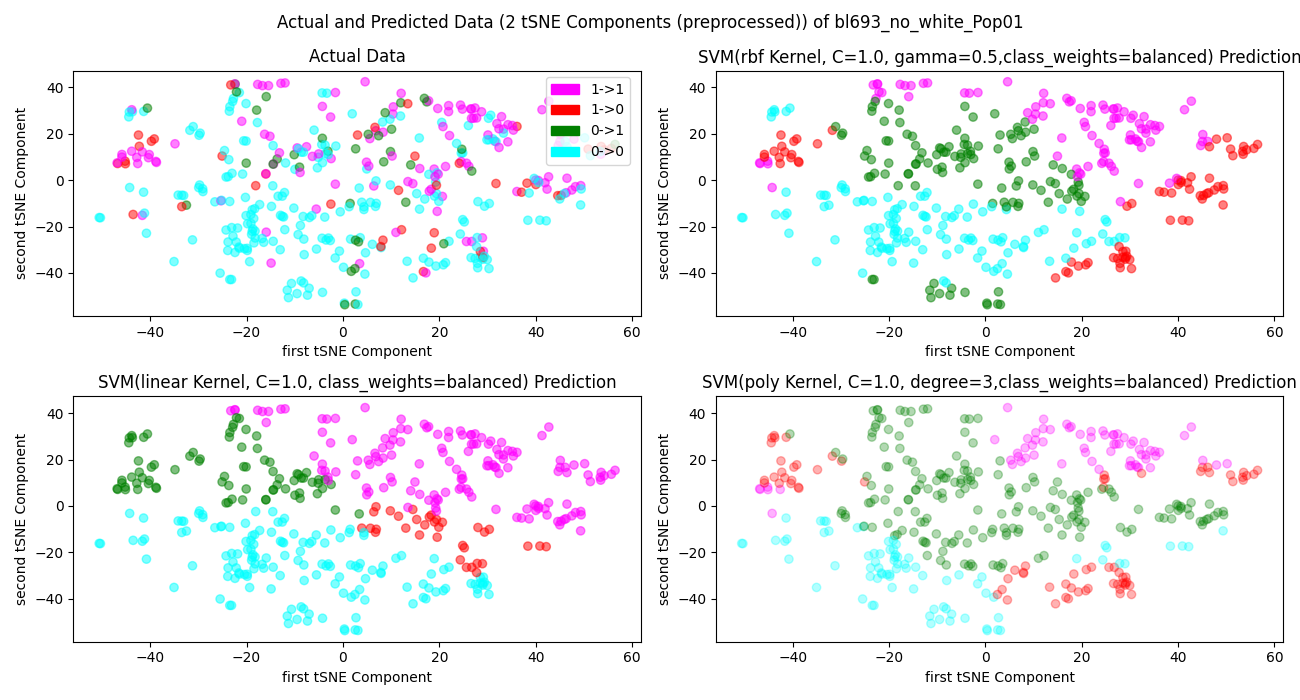 Actual and Predicted Data (2 tSNE Components (preprocessed)) of bl693_no_white_Pop01
Actual Data
40
20
0
−20
−40
second tSNE Component
−40 −20 0 20 40 60
first tSNE Component
1->1
1->0
0->1
0->0
SVM(rbf Kernel, C=1.0, gamma=0.5,class_weights=balanced) Prediction
40
20
0
−20
−40
second tSNE Component
−40 −20 0 20 40 60
first tSNE Component
SVM(linear Kernel, C=1.0, class_weights=balanced) Prediction
40
20
0
−20
−40
second tSNE Component
−40 −20 0 20 40 60
first tSNE Component
SVM(poly Kernel, C=1.0, degree=3,class_weights=balanced) Prediction
40
20
0
−20
−40
second tSNE Component
−40 −20 0 20 40 60
first tSNE Component